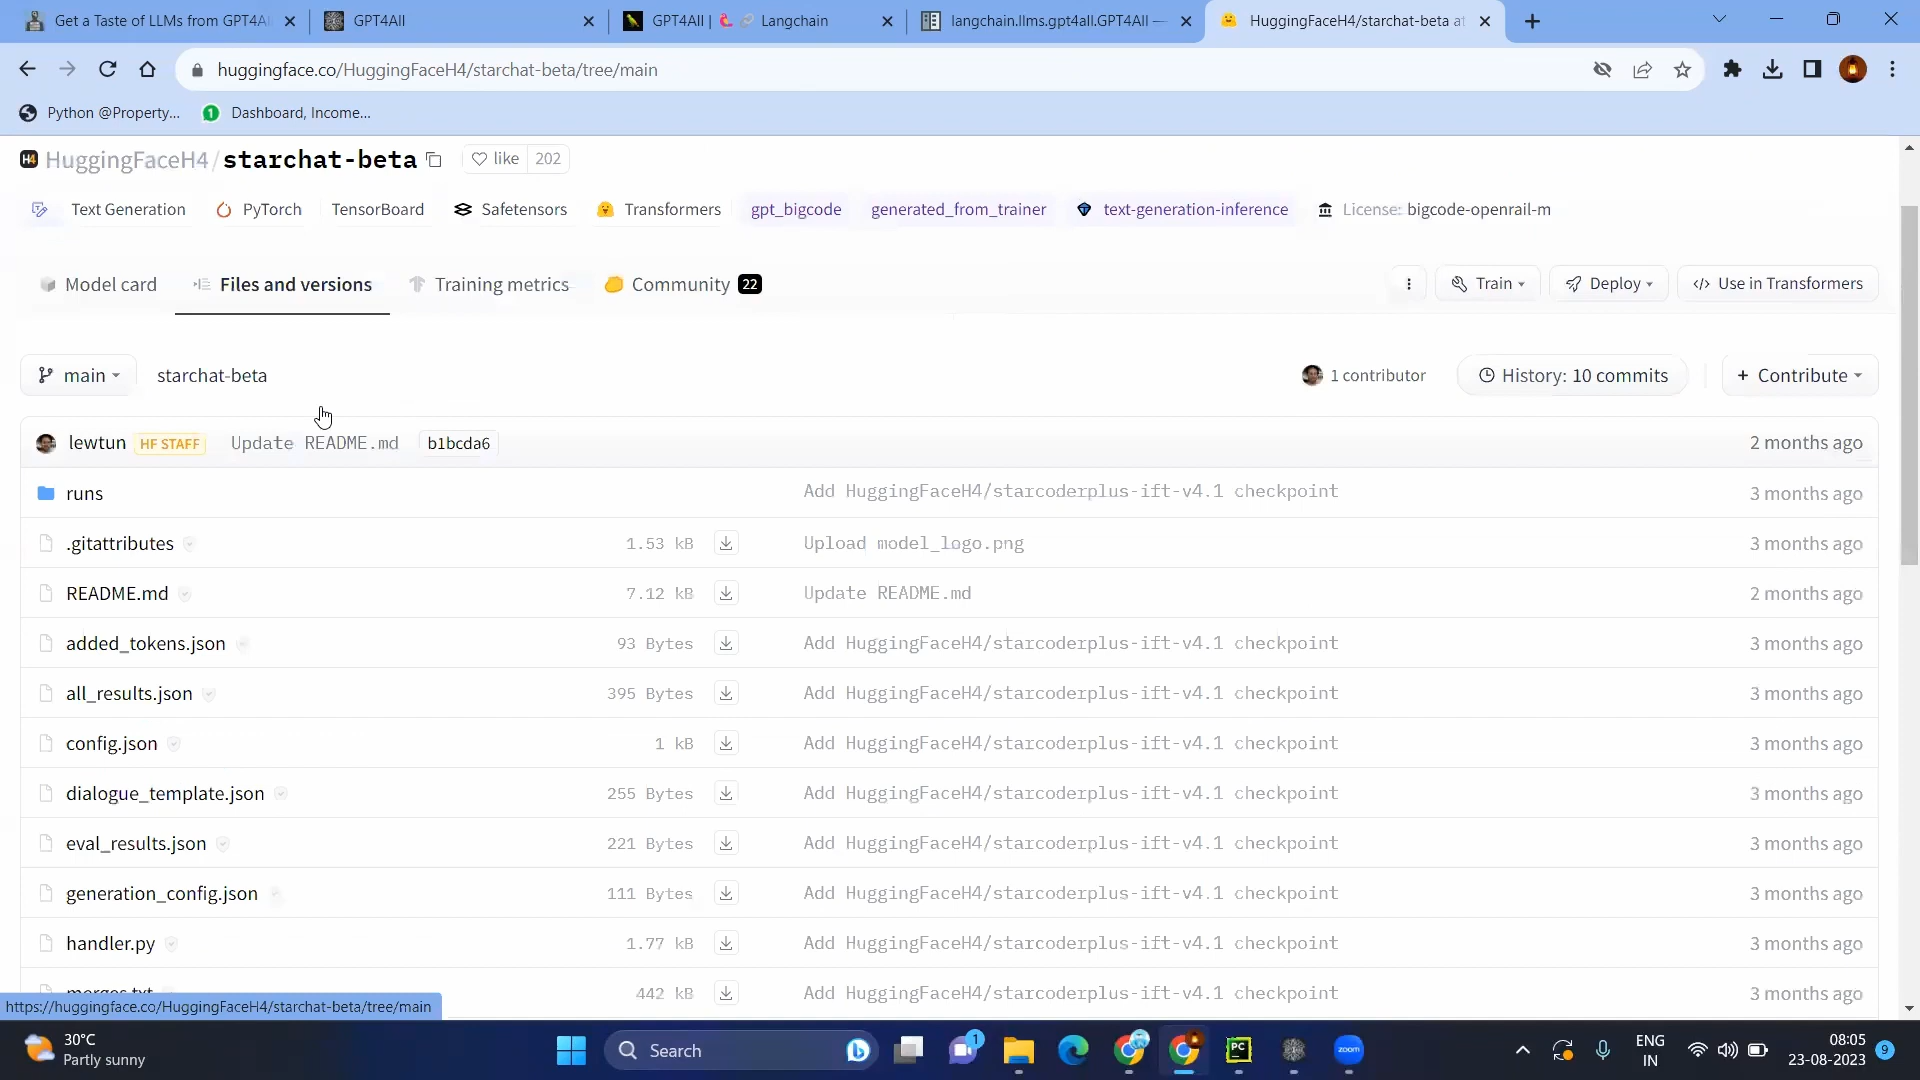 Get a Taste of LLMs from GPT4Al
GPT4All
GPT4All | Langchain
langchain.llms.gpt4all.GPT4All —
HuggingFaceH4/starchat-beta at
huggingface.co/HuggingFaceH4/starchat-beta/tree/main
Python @Property...
Dashboard, Income...
HuggingFaceH4/starchat-beta like 202
Text Generation PyTorch TensorBoard Safetensors Transformers gpt_bigcode generated_from_trainer text-generation-inference License: bigcode-openrail-m
Model card Files and versions Training metrics Community 22 Train Deploy </> Use in Transformers
main starchat-beta 1 contributor History: 10 commits + Contribute
lewtun HF STAFF Update README.md b1bcda6 2 months ago
runs Add HuggingFaceH4/starcoderplus-ift-v4.1 checkpoint 3 months ago
.gitattributes 1.53 kB Upload model_logo.png 3 months ago
README.md 7.12 kB Update README.md 2 months ago
added_tokens.json 93 Bytes Add HuggingFaceH4/starcoderplus-ift-v4.1 checkpoint 3 months ago
all_results.json 395 Bytes Add HuggingFaceH4/starcoderplus-ift-v4.1 checkpoint 3 months ago
config.json 1 kB Add HuggingFaceH4/starcoderplus-ift-v4.1 checkpoint 3 months ago
dialogue_template.json 255 Bytes Add HuggingFaceH4/starcoderplus-ift-v4.1 checkpoint 3 months ago
eval_results.json 221 Bytes Add HuggingFaceH4/starcoderplus-ift-v4.1 checkpoint 3 months ago
generation_config.json 111 Bytes Add HuggingFaceH4/starcoderplus-ift-v4.1 checkpoint 3 months ago
handler.py 1.77 kB Add HuggingFaceH4/starcoderplus-ift-v4.1 checkpoint 3 months ago
merges.txt 442 kB Add HuggingFaceH4/starcoderplus-ift-v4.1 checkpoint 3 months ago
https://huggingface.co/HuggingFaceH4/starchat-beta/tree/main
30°C
Partly sunny
Search
1
PC
zoom
ENG
IN
08:05
23-08-2023
9